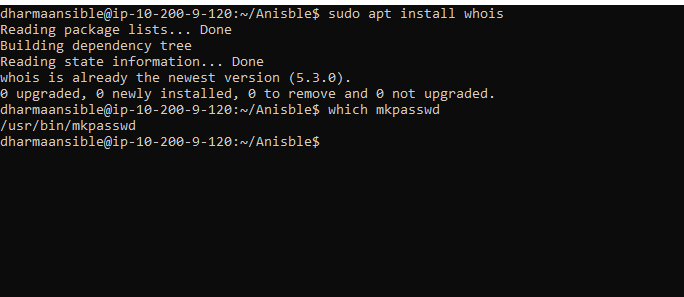 dharmaansible@ip-10-200-9-120:~/Anisble$ sudo apt install whois
Reading package lists... Done
Building dependency tree
Reading state information... Done
whois is already the newest version (5.3.0).
0 upgraded, 0 newly installed, 0 to remove and 0 not upgraded.
dharmaansible@ip-10-200-9-120:~/Anisble$ which mkpasswd
/usr/bin/mkpasswd
dharmaansible@ip-10-200-9-120:~/Anisble$